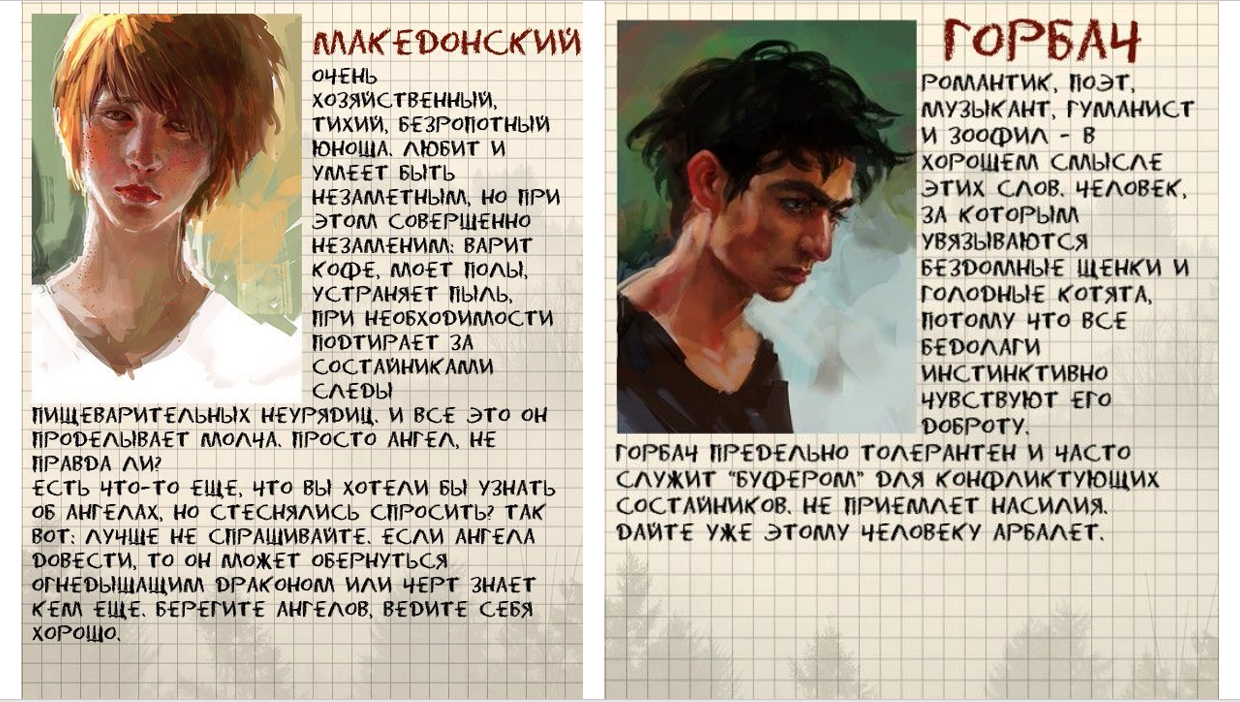 МАКЕДОНСКИЙ
ОЧЕНЬ
ХОЗЯЙСТВЕННЫЙ,
ТИХИЙ, БЕЗРОПОТНЫЙ
ЮНОША. ЛЮБИТ И
УМЕЕТ БЫТЬ
НЕЗАМЕТНЫМ, НО ПРИ
ЭТОМ СОВЕРШЕННО
НЕЗАМЕНИМ: ВАРИТ
КОФЕ, МОЕТ ПОЛЫ,
УСТРАНЯЕТ ПЫЛЬ,
ПРИ НЕОБХОДИМОСТИ
ПОДТИРАЕТ ЗА
СОСТАЙНИКАМИ
СЛЕДЫ
ПИЩЕВАРИТЕЛЬНЫХ НЕУРЯДИЦ. И ВСЕ ЭТО ОН
ПРОДЕЛЫВАЕТ МОЛЧА. ПРОСТО АНГЕЛ, НЕ
ПРАВДА ЛИ?
ЕСТЬ ЧТО-ТО ЕЩЕ, ЧТО ВЫ ХОТЕЛИ БЫ УЗНАТЬ
ОБ АНГЕЛАХ, НО СТЕСНЯЛИСЬ СПРОСИТЬ? ТАК
ВОТ: ЛУЧШЕ НЕ СПРАШИВАЙТЕ. ЕСЛИ АНГЕЛА
ДОВЕСТИ, ТО ОН МОЖЕТ ОБЕРНУТЬСЯ
ОГНЕДЫШАЩИМ ДРАКОНОМ ИЛИ ЧЕРТ ЗНАЕТ
КЕМ ЕЩЕ. БЕРЕГИТЕ АНГЕЛОВ, ВЕДИТЕ СЕБЯ
ХОРОШО.
ГОРБАЧ
РОМАНТИК, ПОЭТ,
МУЗЫКАНТ, ГУМАНИСТ
И ЗООФИЛ - В
ХОРОШЕМ СМЫСЛЕ
ЭТИХ СЛОВ. ЧЕЛОВЕК,
ЗА КОТОРЫМ
УВЯЗЫВАЮТСЯ
БЕЗДОМНЫЕ ЩЕНКИ И
ГОЛОДНЫЕ КОТЯТА,
ПОТОМУ ЧТО ВСЕ
БЕДОЛАГИ
ИНСТИНКТИВНО
ЧУВСТВУЮТ ЕГО
ДОБРОТУ.
ГОРБАЧ ПРЕДЕЛЬНО ТОЛЕРАНТЕН И ЧАСТО
СЛУЖИТ "БУФЕРОМ" ДЛЯ КОНФЛИКТУЮЩИХ
СОСТАЙНИКОВ. НЕ ПРИЕМЛЕТ НАСИЛИЯ.
ДАЙТЕ УЖЕ ЭТОМУ ЧЕЛОВЕКУ АРБАЛЕТ.